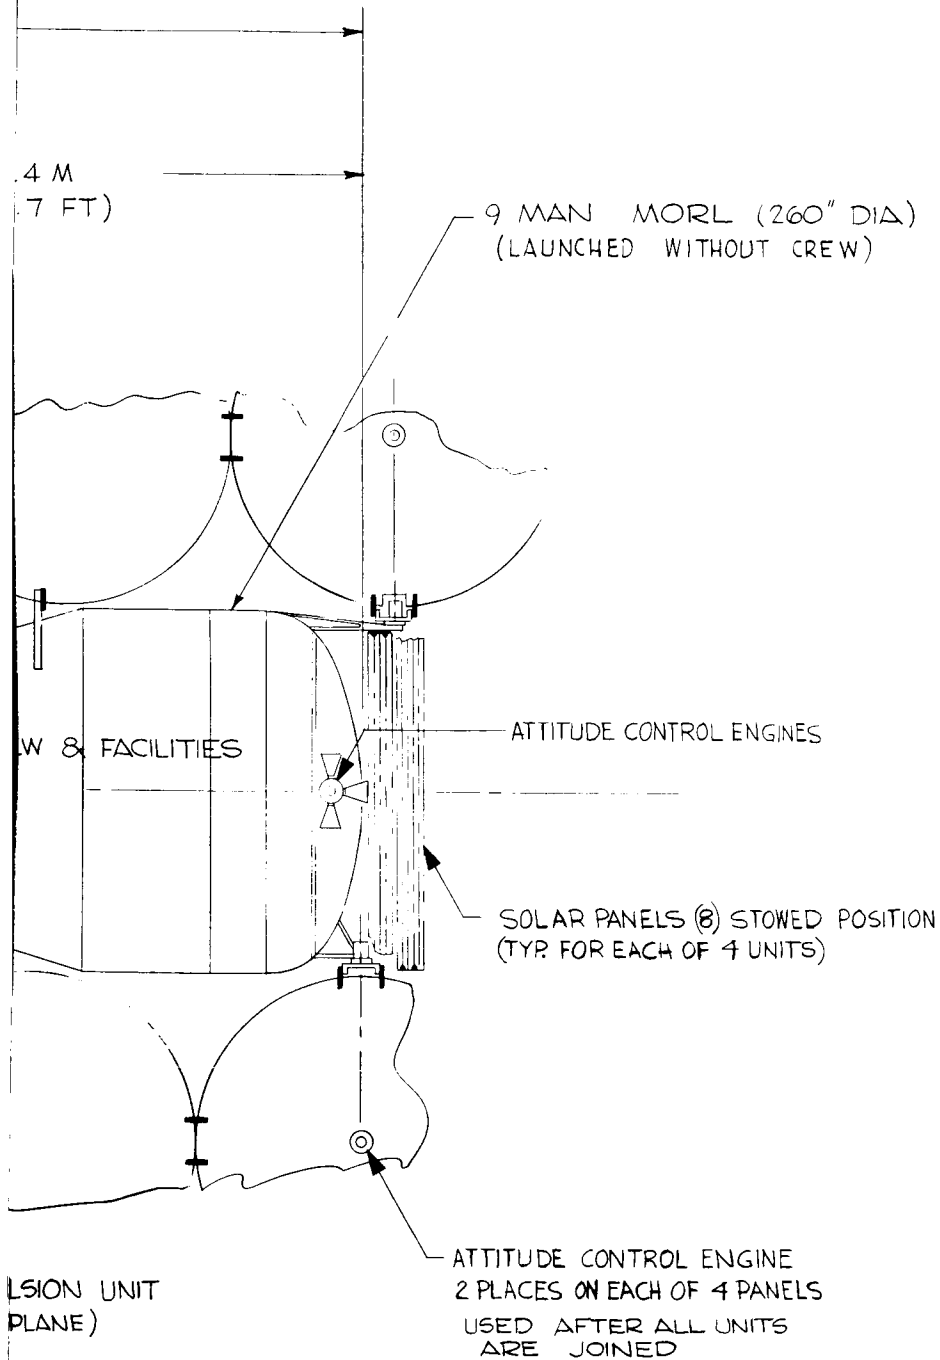 .4 M
.7 FT)
9 MAN MORL (260" DIA)
(LAUNCHED WITHOUT CREW)
W & FACILITIES
ATTITUDE CONTROL ENGINES
SOLAR PANELS (8) STOWED POSITION
(TYP. FOR EACH OF 4 UNITS)
ATTITUDE CONTROL ENGINE
2 PLACES ON EACH OF 4 PANELS
USED AFTER ALL UNITS
ARE JOINED
LSION UNIT
PLANE)